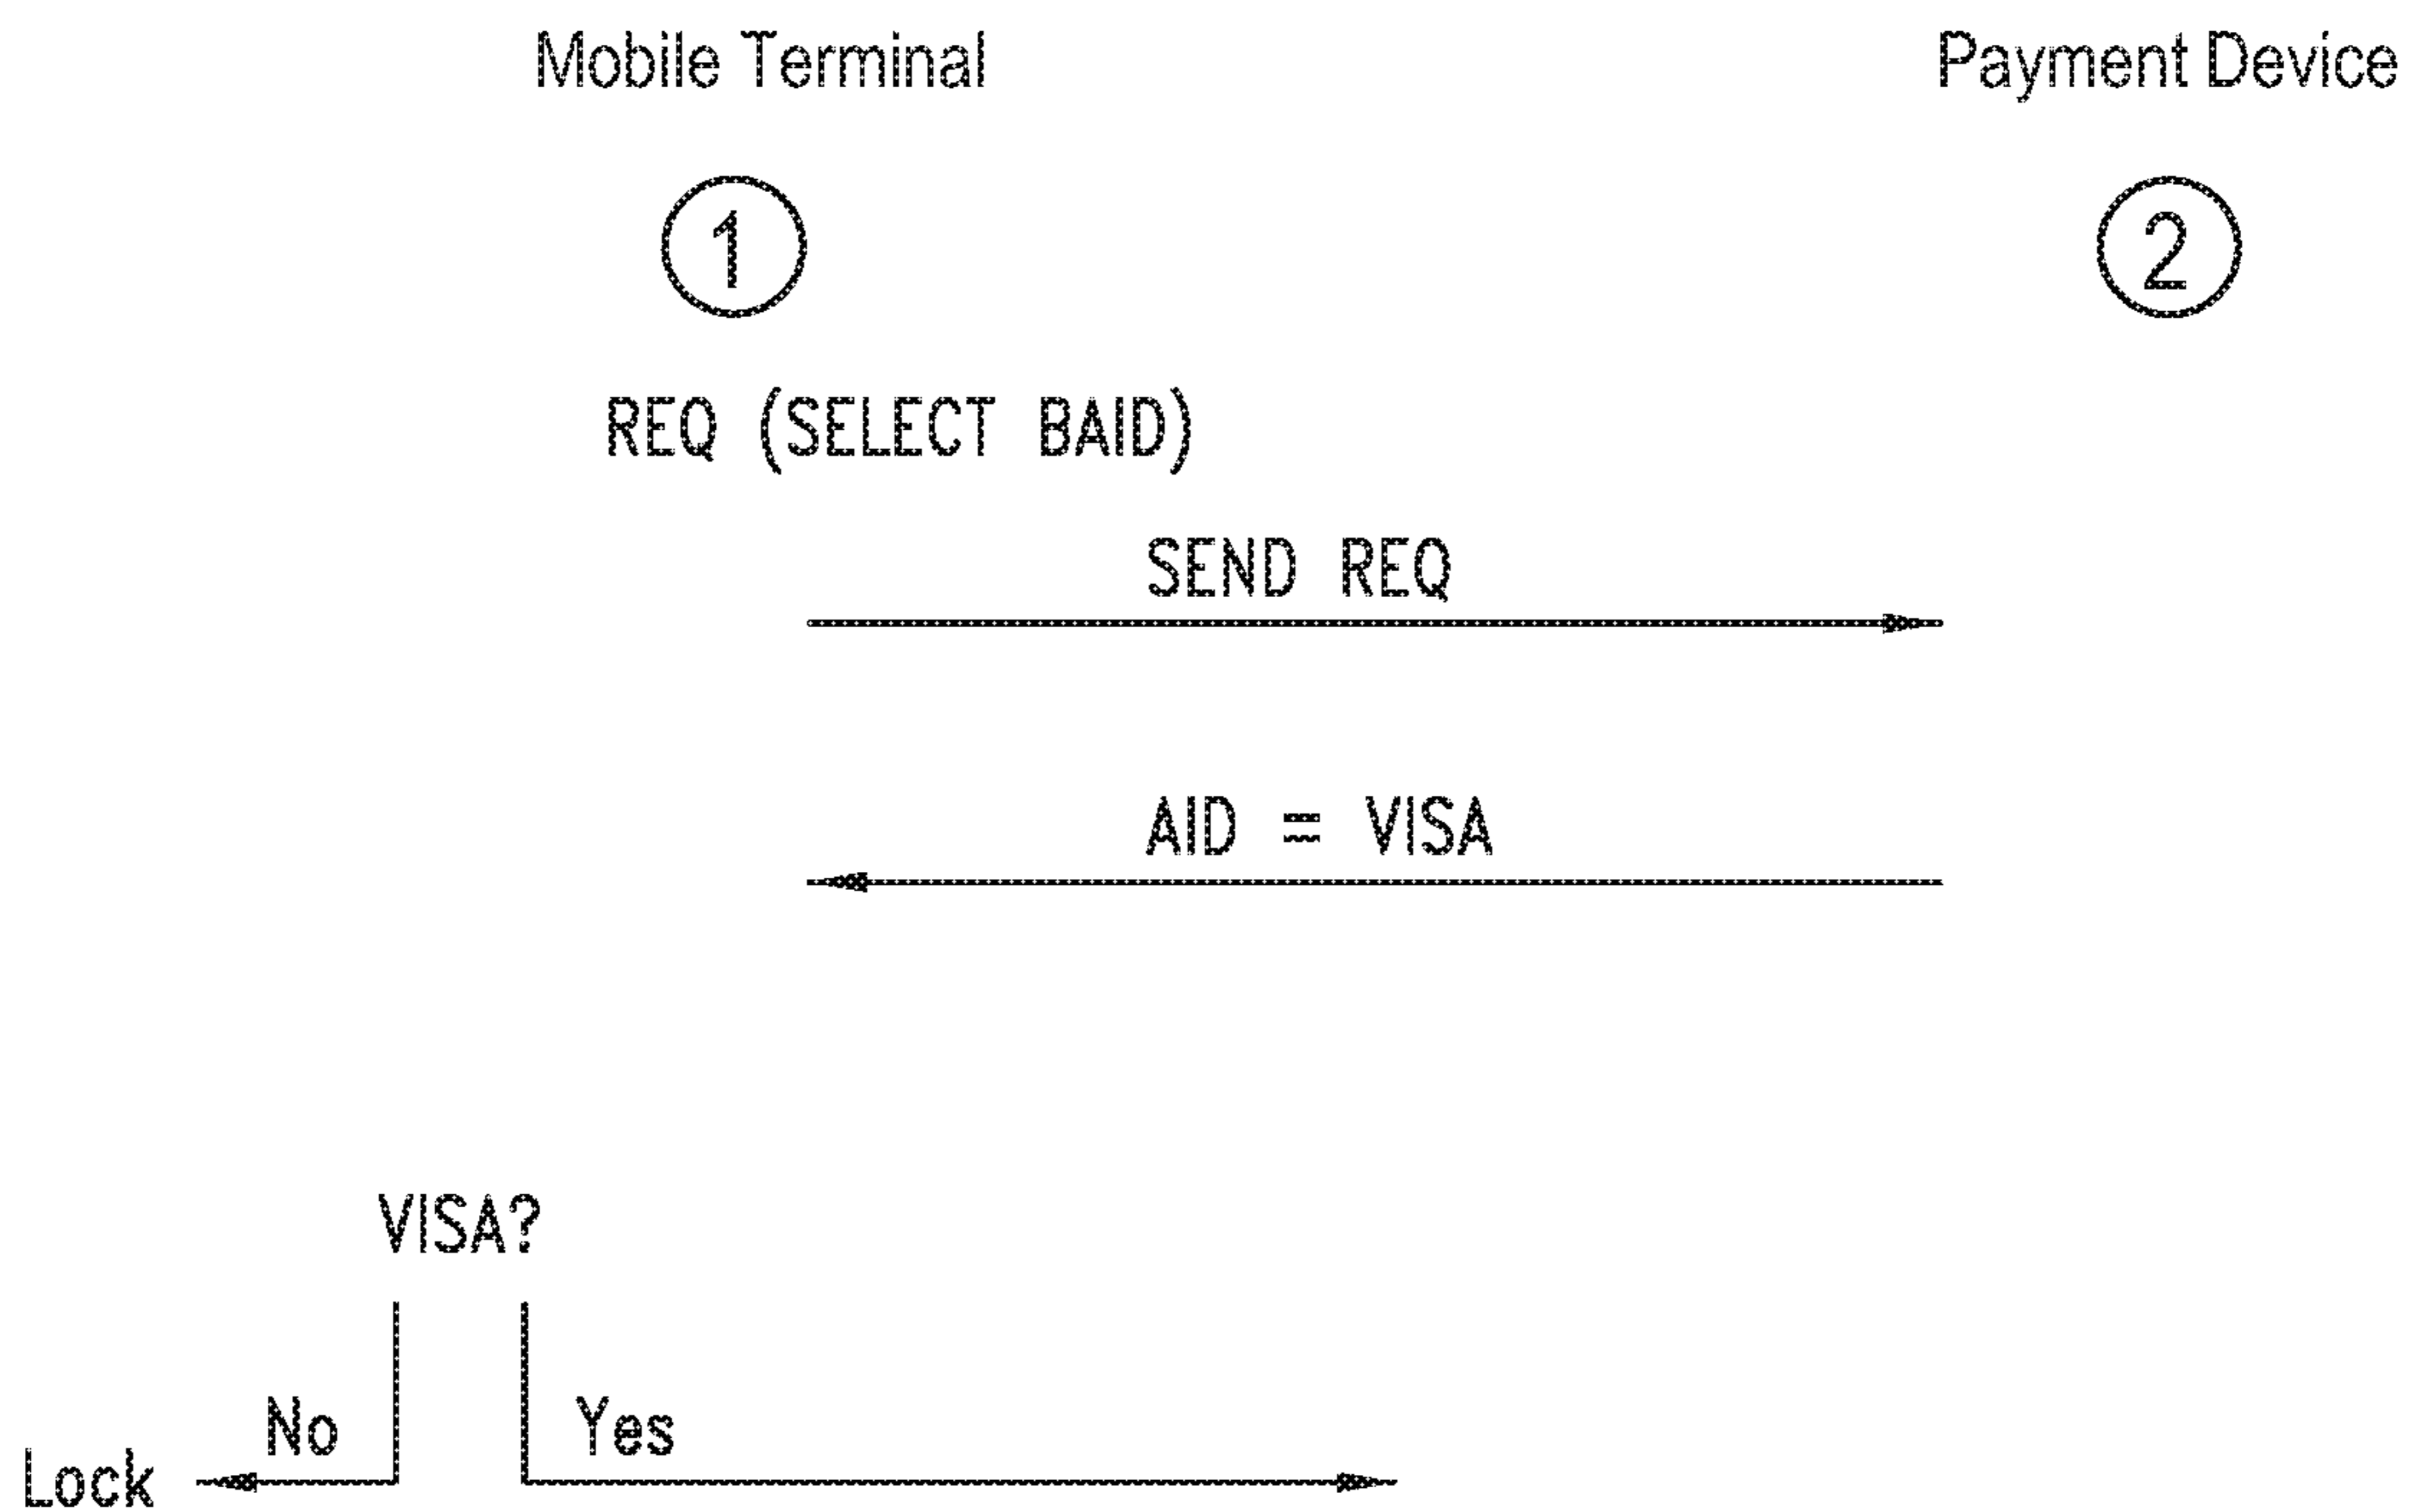 Mobile Terminal
Payment Device
1
2
REQ (SELECT BAID)
SEND REQ
AID = VISA
VISA?
No
Yes
Lock